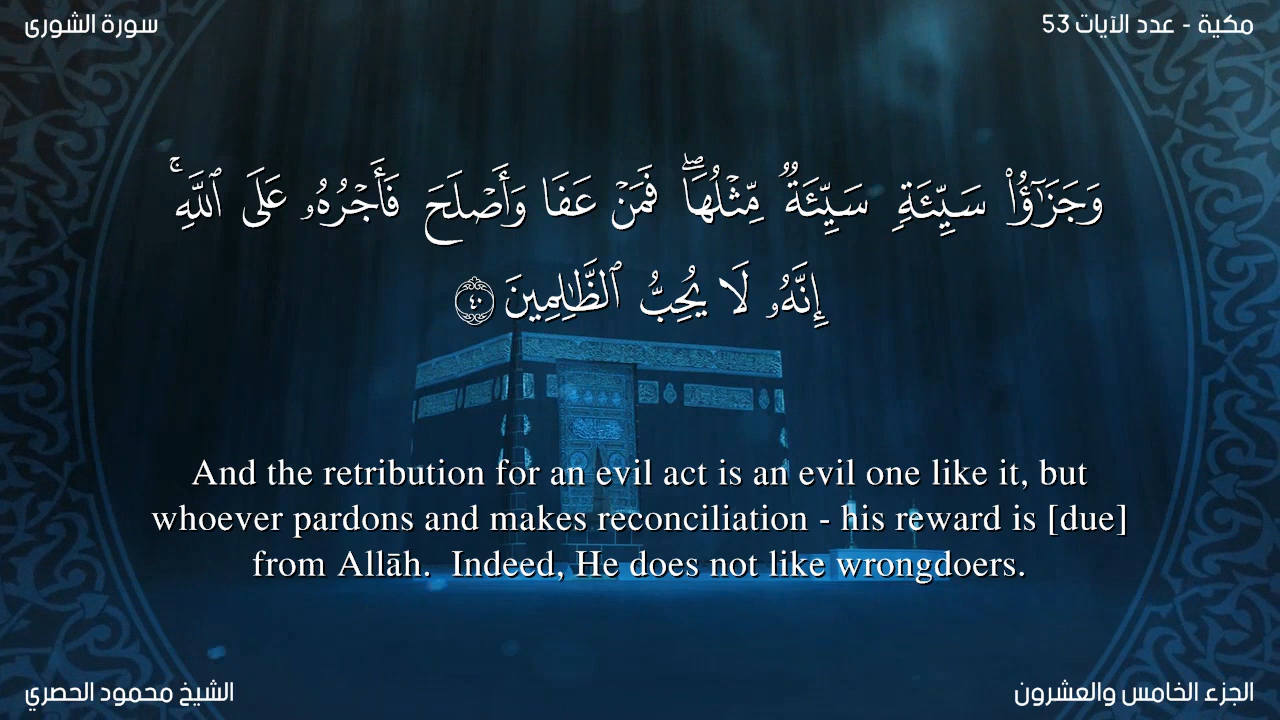 مكية - عدد الآيات 53
سورة الشورى
وَجَزَٰٓؤُا۟ سَيِّئَةٍ سَيِّئَةٌ مِّثْلُهَا ۖ فَمَنْ عَفَا وَأَصْلَحَ فَأَجْرُهُۥ عَلَى ٱللَّهِ ۚ
إِنَّهُۥ لَا يُحِبُّ ٱلظَّٰلِمِينَ ٤٠
And the retribution for an evil act is an evil one like it, but
whoever pardons and makes reconciliation - his reward is [due]
from Allāh.  Indeed, He does not like wrongdoers.
الجزء الخامس والعشرون
الشيخ محمود الحصري